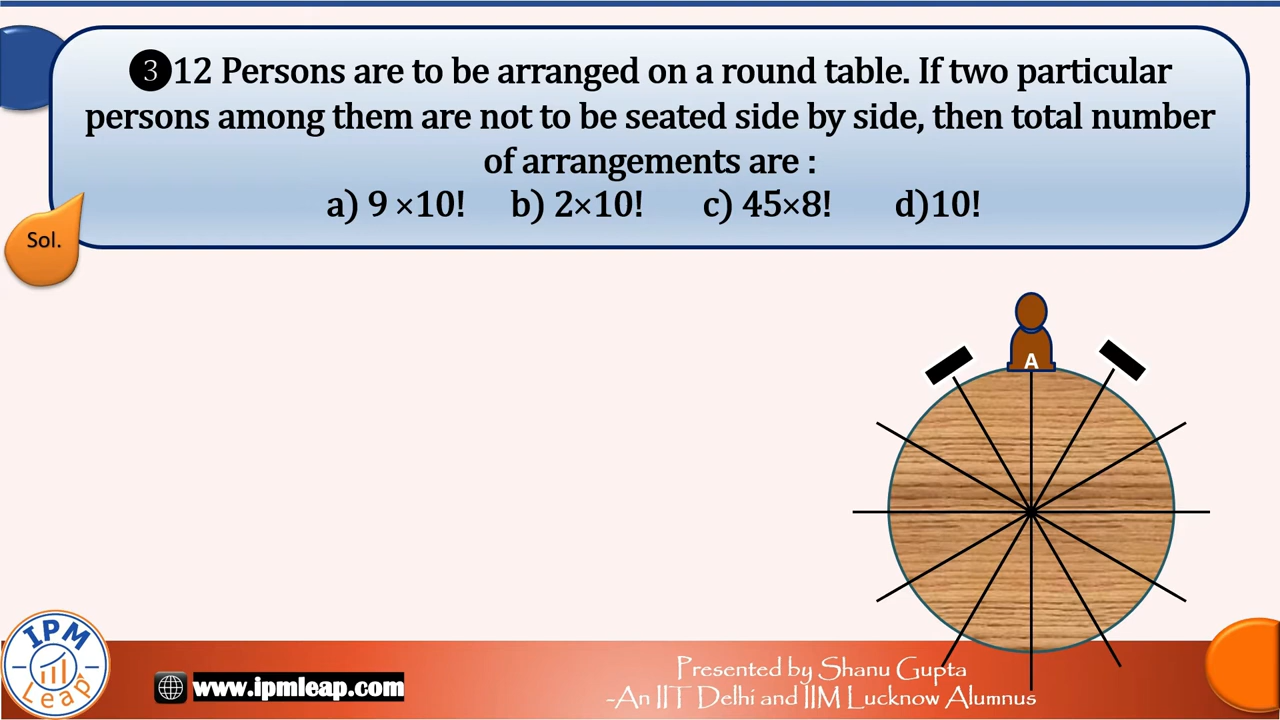 ❸12 Persons are to be arranged on a round table. If two particular
persons among them are not to be seated side by side, then total number
of arrangements are :
a) 9 ×10! b) 2×10! c) 45×8! d)10!
Sol.
A
IPM
Leap
www.ipmleap.com
Presented by Shanu Gupta
-An IIT Delhi and IIM Lucknow Alumnus